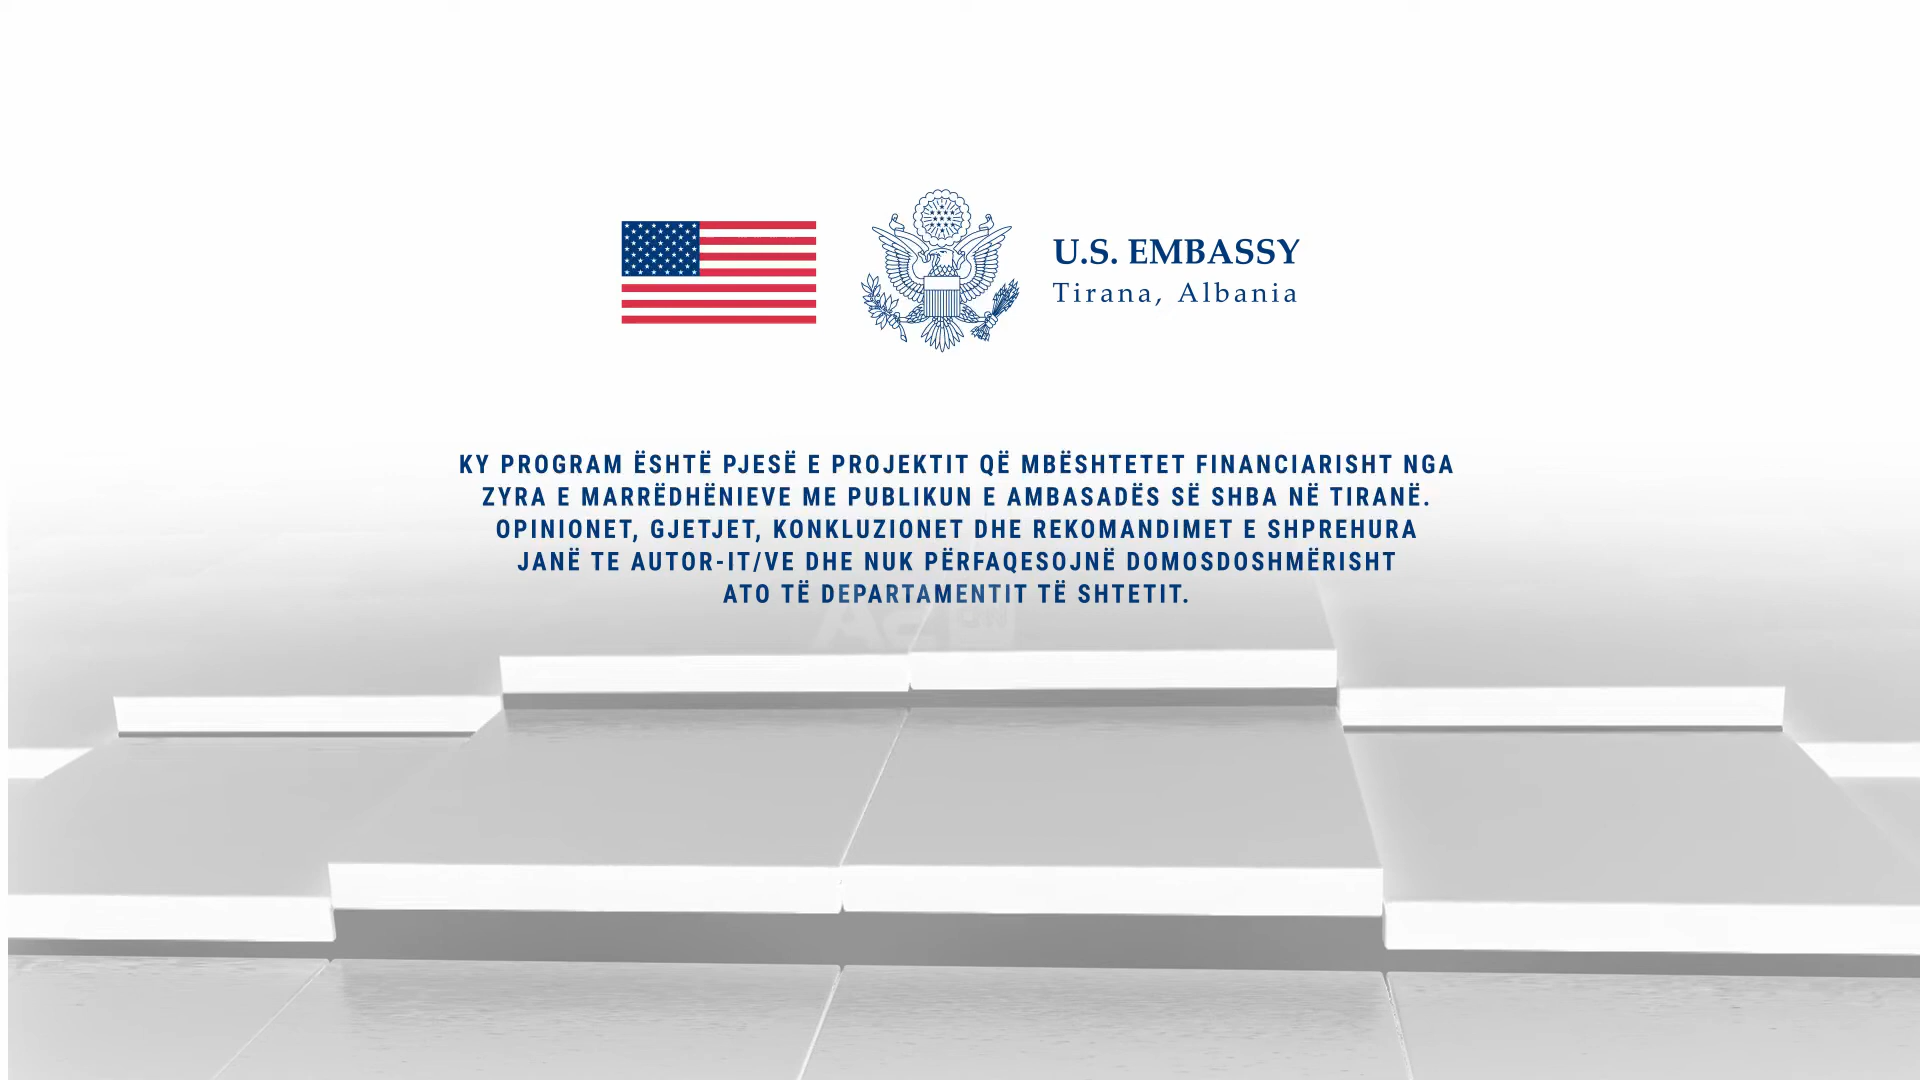 U.S. EMBASSY
Tirana, Albania
KY PROGRAM ËSHTË PJESË E PROJEKTIT QË MBËSHTETET FINANCIARISHT NGA
ZYRA E MARRËDHËNIEVE ME PUBLIKUN E AMBASADËS SË SHBA NË TIRANË.
OPINIONET, GJETJET, KONKLUZIONET DHE REKOMANDIMET E SHPREHURA
JANË TE AUTOR-IT/VE DHE NUK PËRFAQESOJNË DOMOSDOSHMËRISHT
ATO TË DEPARTAMENTIT TË SHTETIT.